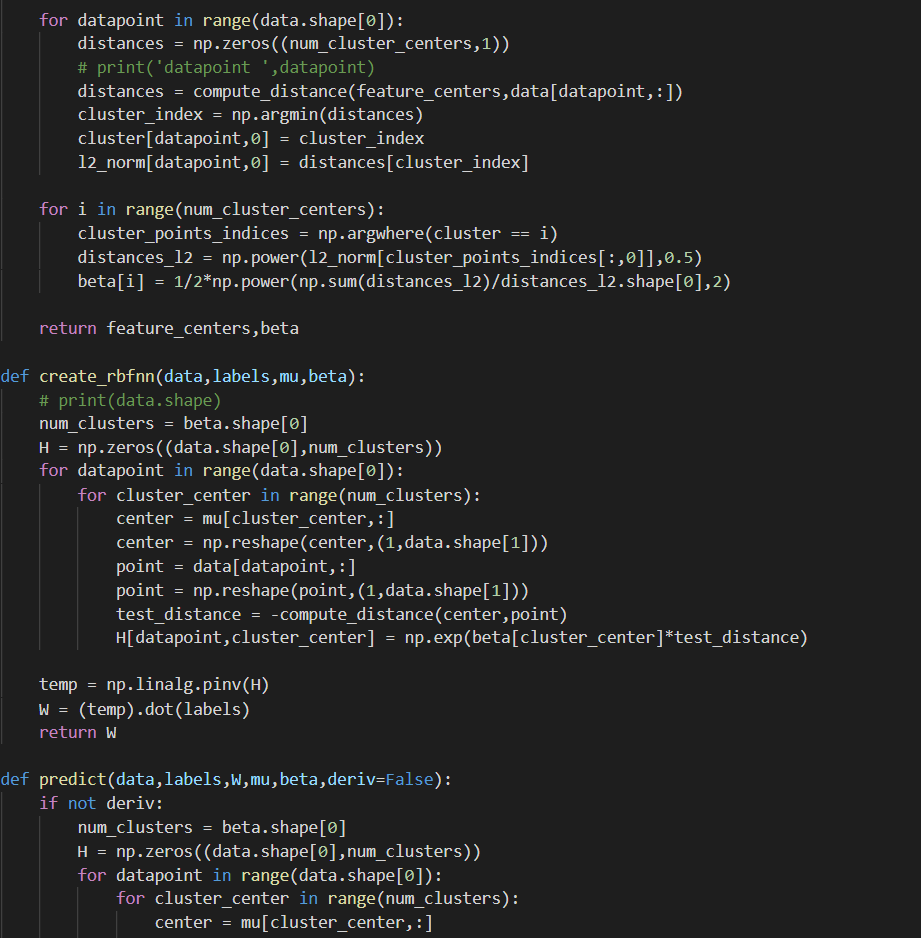 for datapoint in range(data.shape[0]):
        distances = np.zeros((num_cluster_centers,1))
        # print('datapoint ',datapoint)
        distances = compute_distance(feature_centers,data[datapoint,:])
        cluster_index = np.argmin(distances)
        cluster[datapoint,0] = cluster_index
        l2_norm[datapoint,0] = distances[cluster_index]

    for i in range(num_cluster_centers):
        cluster_points_indices = np.argwhere(cluster == i)
        distances_l2 = np.power(l2_norm[cluster_points_indices[:,0]],0.5)
        beta[i] = 1/2*np.power(np.sum(distances_l2)/distances_l2.shape[0],2)

    return feature_centers,beta

def create_rbfnn(data,labels,mu,beta):
    # print(data.shape)
    num_clusters = beta.shape[0]
    H = np.zeros((data.shape[0],num_clusters))
    for datapoint in range(data.shape[0]):
        for cluster_center in range(num_clusters):
            center = mu[cluster_center,:]
            center = np.reshape(center,(1,data.shape[1]))
            point = data[datapoint,:]
            point = np.reshape(point,(1,data.shape[1]))
            test_distance = -compute_distance(center,point)
            H[datapoint,cluster_center] = np.exp(beta[cluster_center]*test_distance)

    temp = np.linalg.pinv(H)
    W = (temp).dot(labels)
    return W

def predict(data,labels,W,mu,beta,deriv=False):
    if not deriv:
        num_clusters = beta.shape[0]
        H = np.zeros((data.shape[0],num_clusters))
        for datapoint in range(data.shape[0]):
            for cluster_center in range(num_clusters):
                center = mu[cluster_center,:]